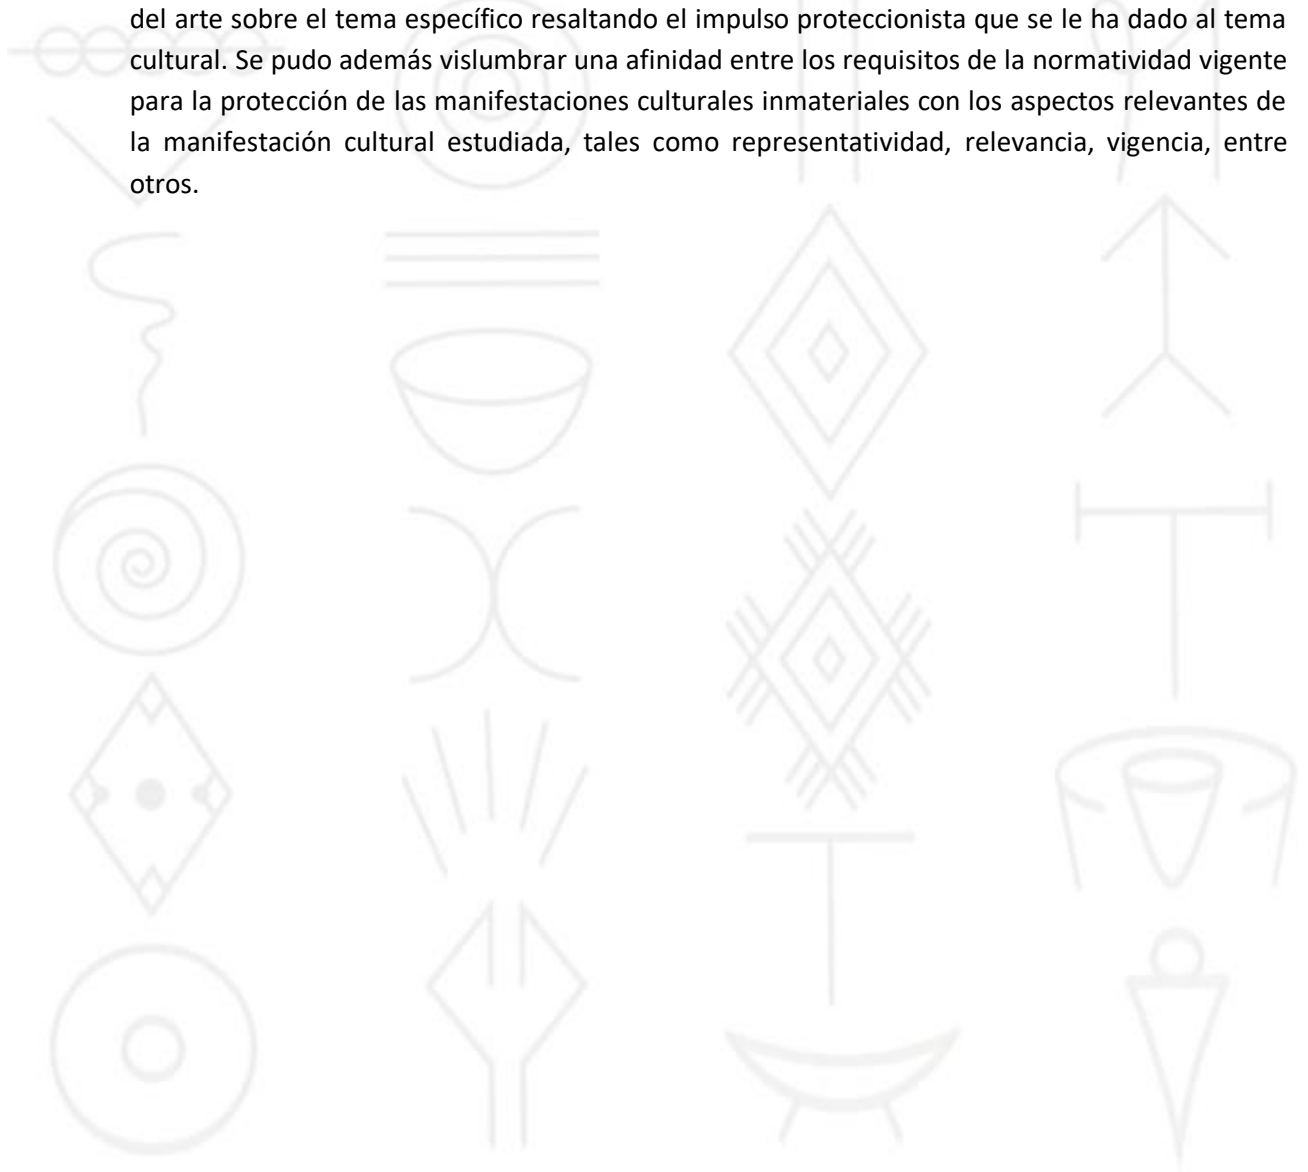 del arte sobre el tema específico resaltando el impulso proteccionista que se le ha dado al tema
cultural. Se pudo además vislumbrar una afinidad entre los requisitos de la normatividad vigente
para la protección de las manifestaciones culturales inmateriales con los aspectos relevantes de
la manifestación cultural estudiada, tales como representatividad, relevancia, vigencia, entre
otros.